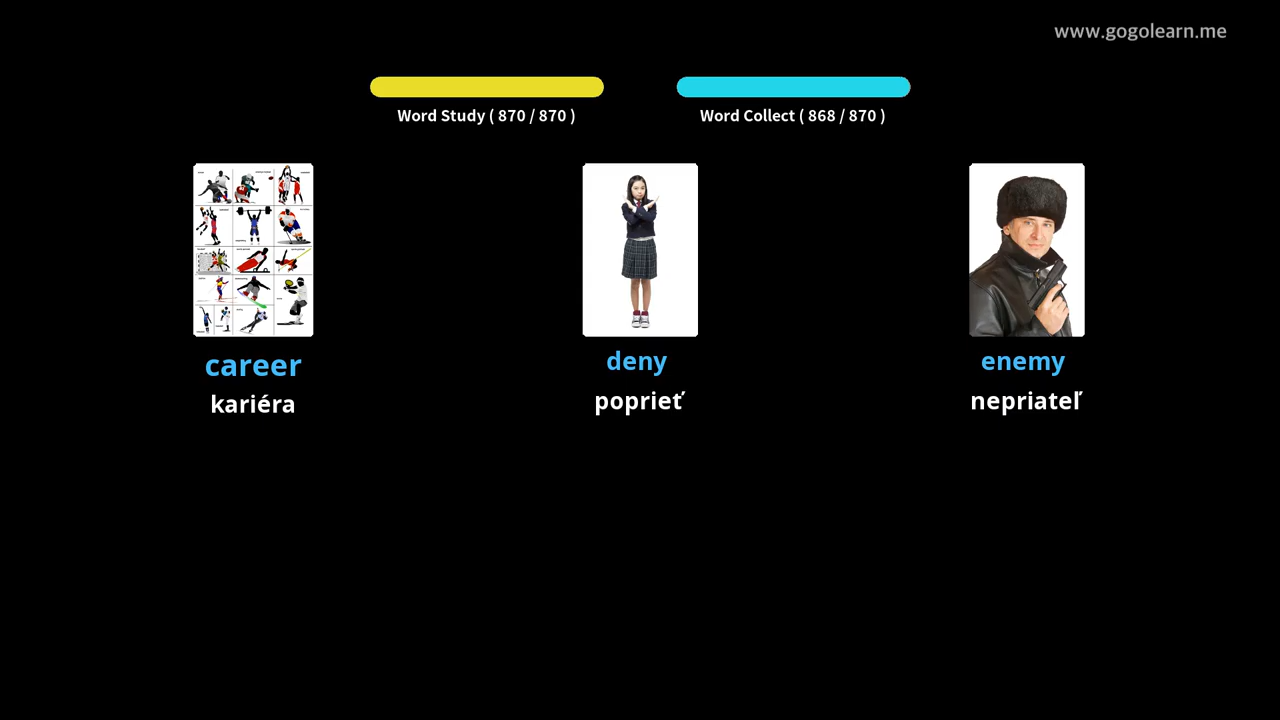 www.gogolearn.me
Word Study ( 870 / 870 )
Word Collect ( 868 / 870 )
career
kariéra
deny
poprieť
enemy
nepriateľ